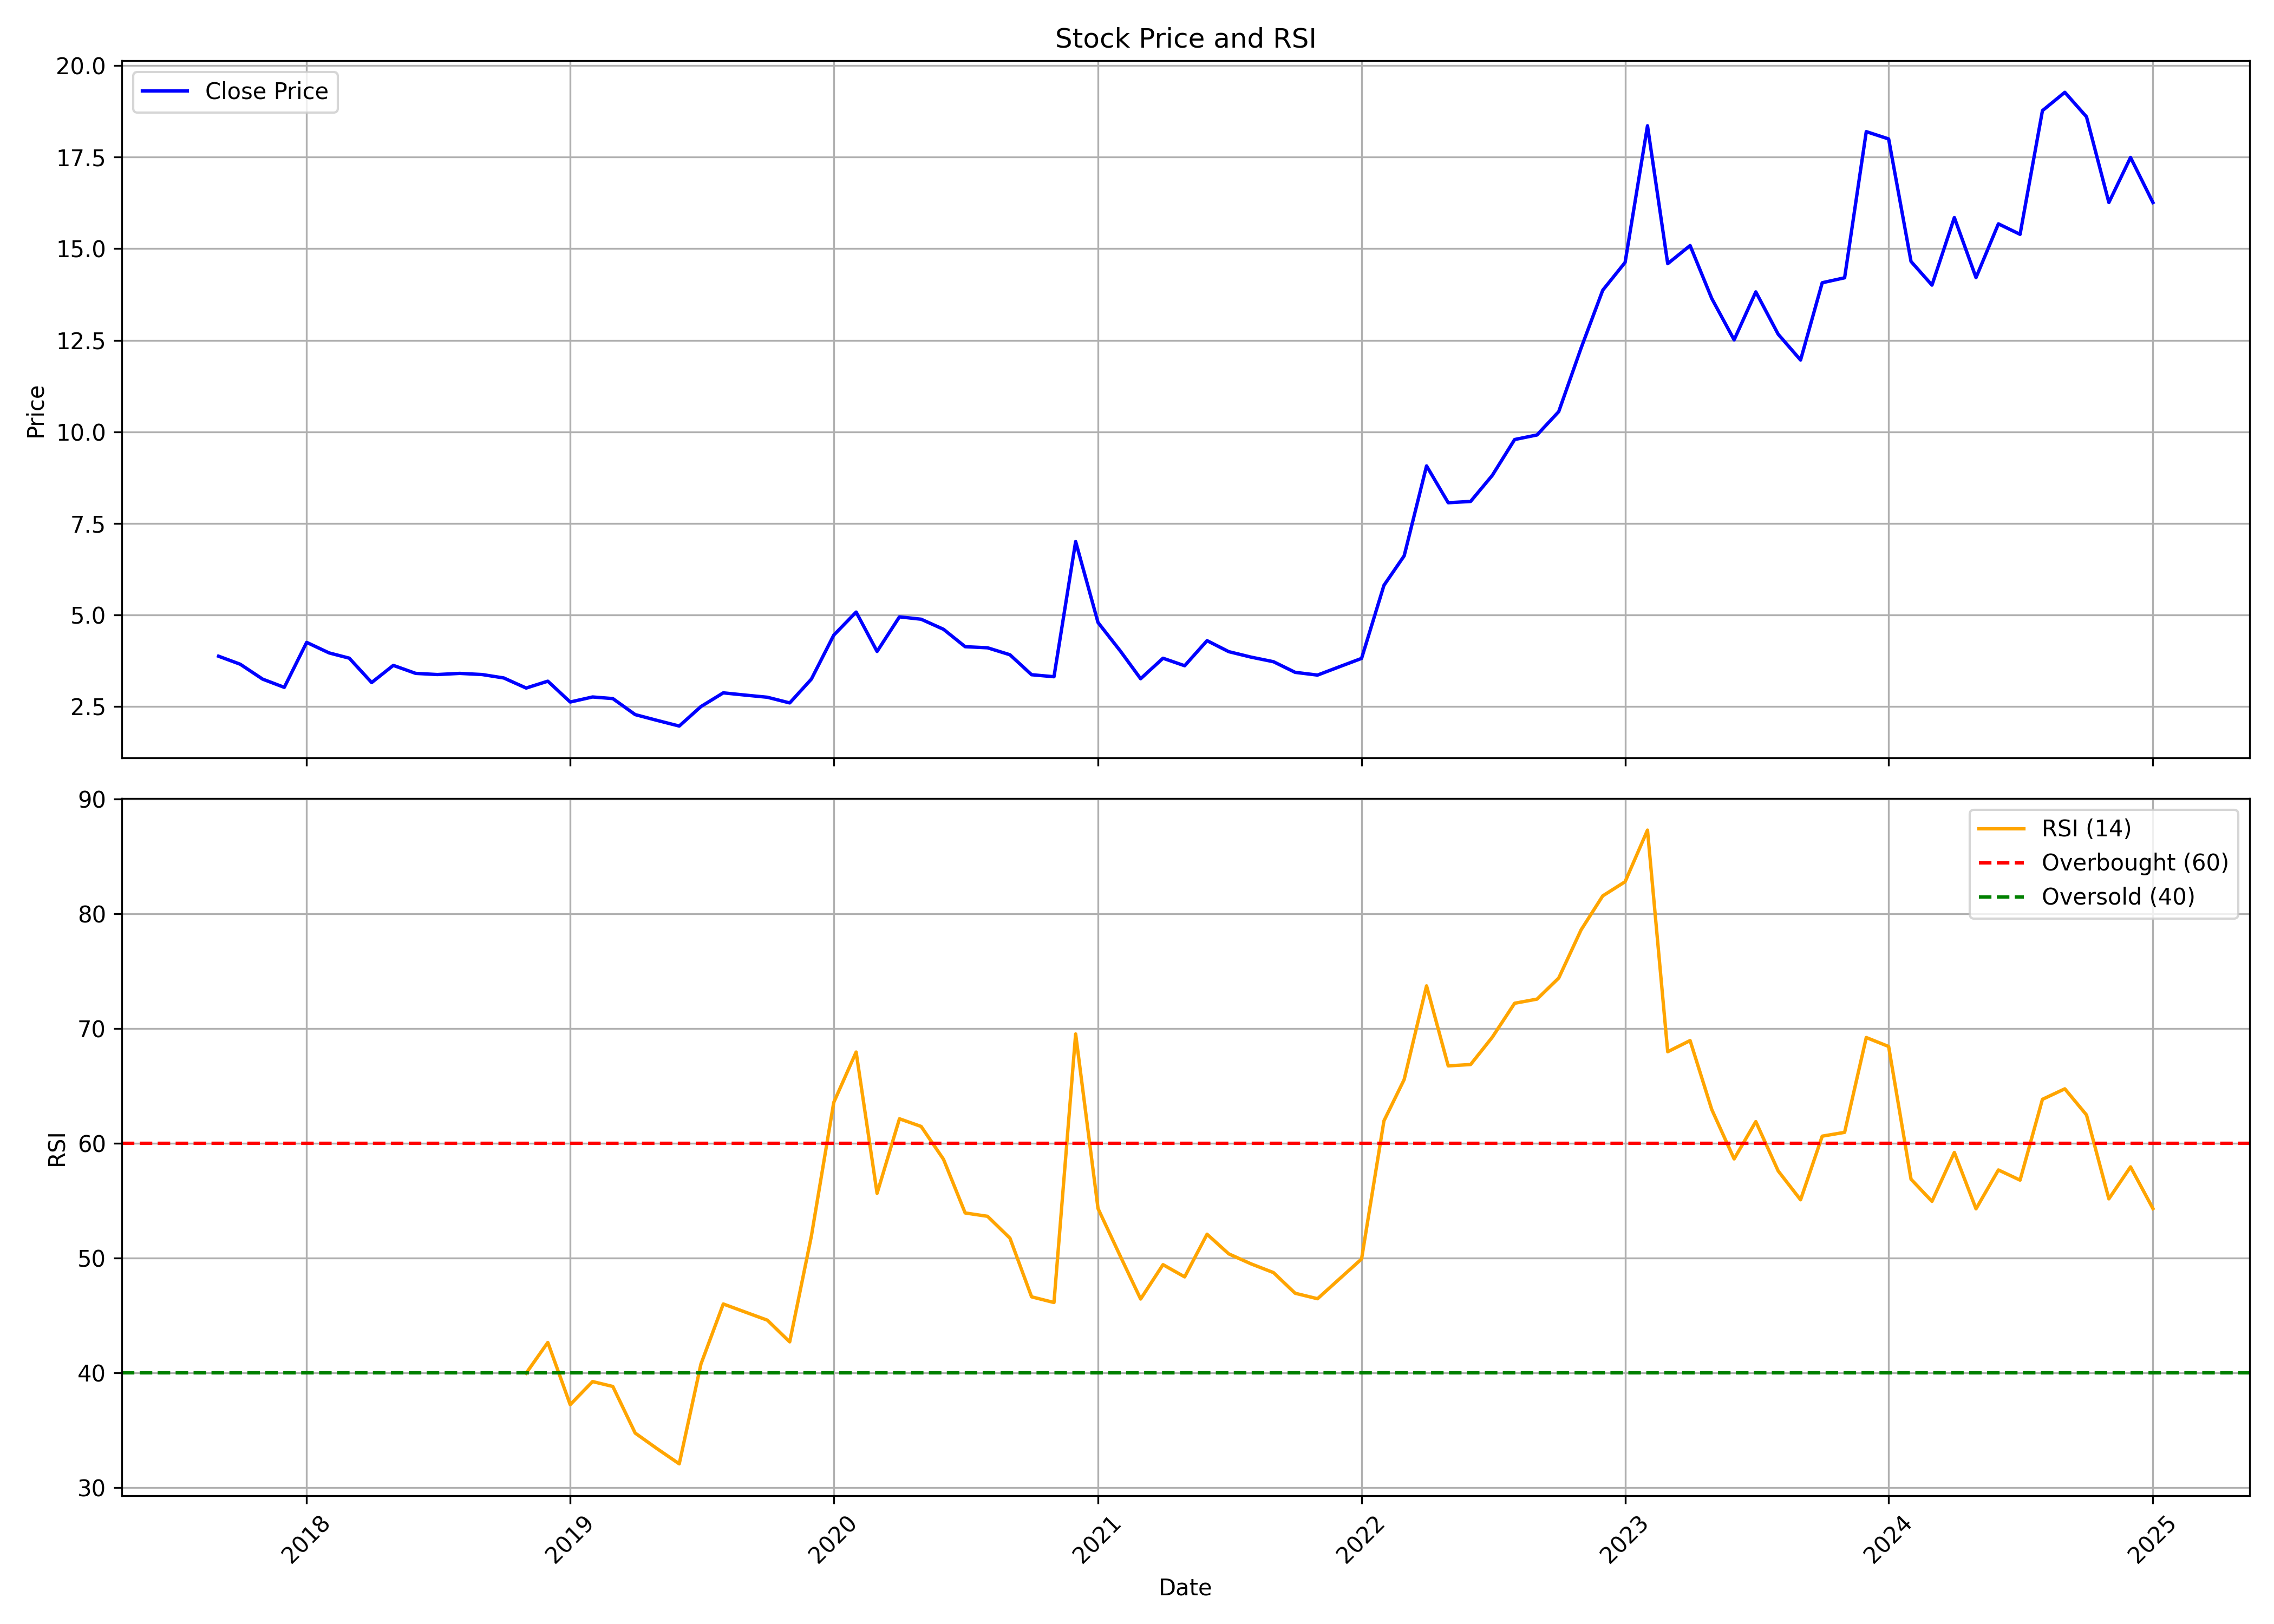 Stock Price and RSI
Close Price
Price
20.0
17.5
15.0
12.5
10.0
7.5
5.0
2.5
RSI (14)
Overbought (60)
Oversold (40)
RSI
90
80
70
60
50
40
30
2018
2019
2020
2021
2022
2023
2024
2025
Date